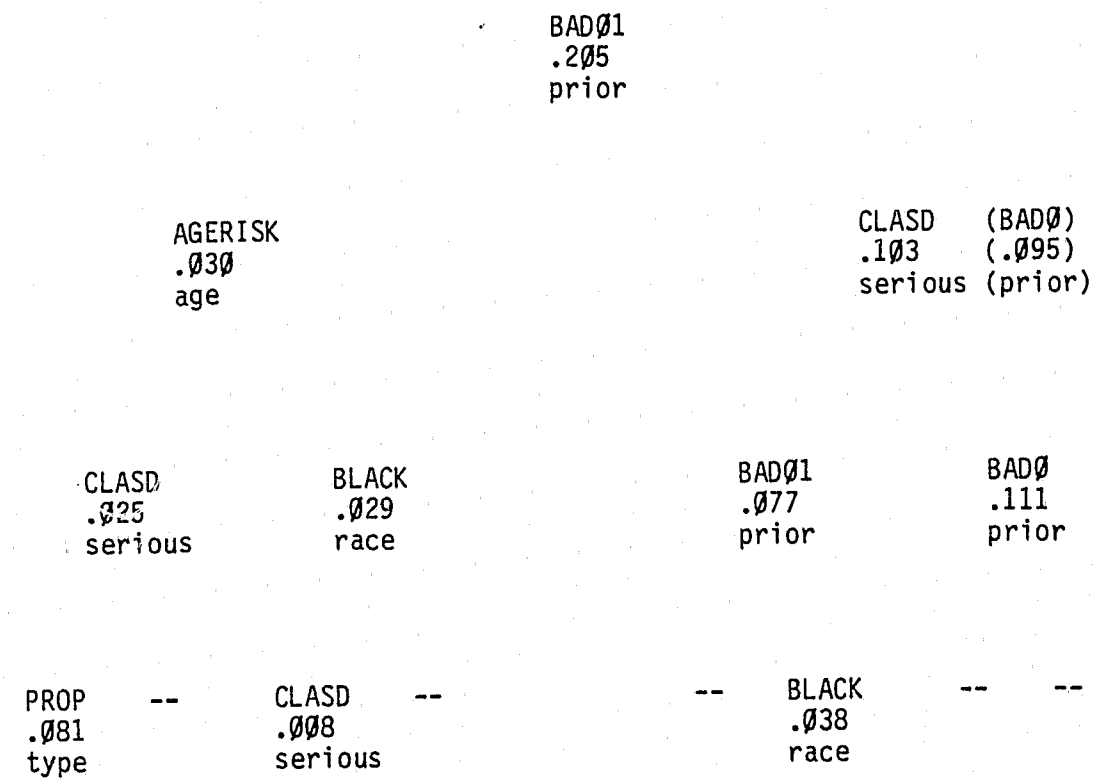 BADØ1
.2Ø5
prior
AGERISK
.Ø3Ø
age
CLASD (BADØ)
.1Ø3 (.Ø95)
serious (prior)
CLASD
.Ø25
serious
BLACK
.Ø29
race
BADØ1
.Ø77
prior
BADØ
.111
prior
PROP -- CLASD -- -- BLACK -- --
.Ø81 .ØØ8 .Ø38
type serious race